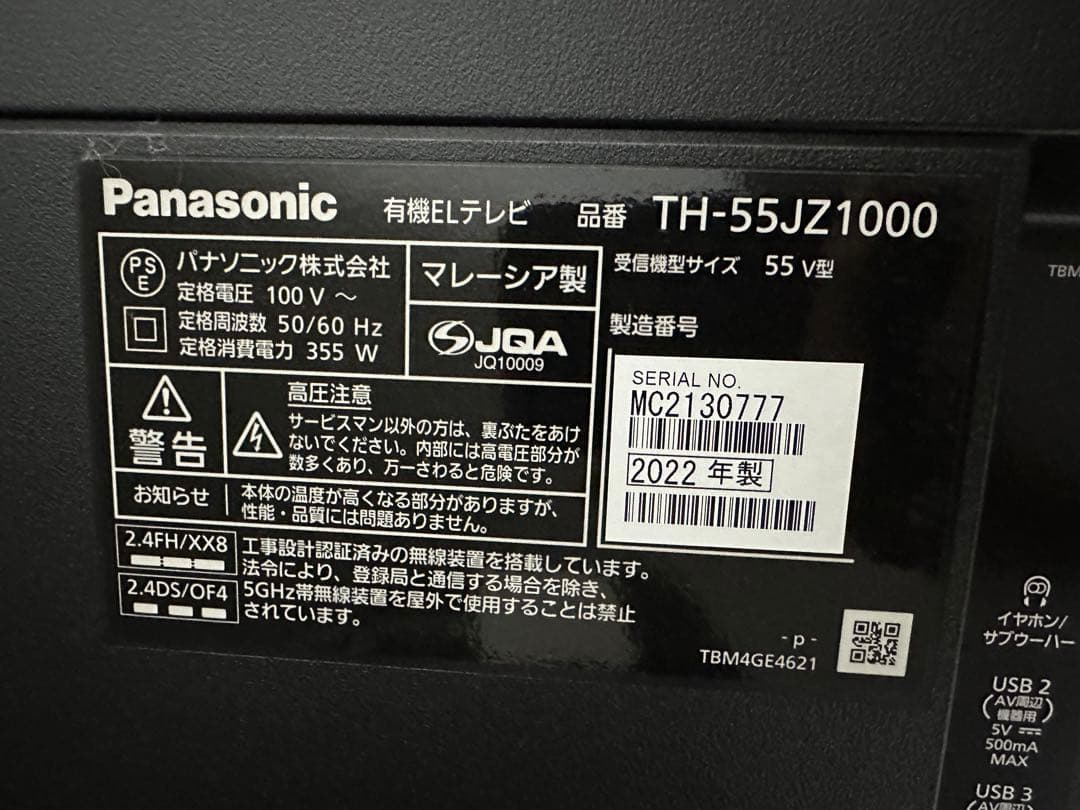 Panasonic 有機ELテレビ 品番 TH-55JZ1000
PS
E
パナソニック株式会社
定格電圧 100 V ～
定格周波数 50/60 Hz
定格消費電力 355 W
マレーシア製
JQA
JQ10009
受信機型サイズ 55 V型
製造番号
SERIAL NO.
MC2130777
2022 年製
警告
高圧注意
サービスマン以外の方は、裏ぶたをあけ
ないでください。内部には高電圧部分が
数多くあり、万一さわると危険です。
お知らせ
本体の温度が高くなる部分がありますが、
性能・品質には問題ありません。
2.4FH/XX8
2.4DS/OF4
工事設計認証済みの無線装置を搭載しています。
法令により、登録局と通信する場合を除き、
5GHz帯無線装置を屋外で使用することは禁止
されています。
- p -
TBM4GE4621
TBM
イヤホン/
サブウーハー
USB 2
(AV周辺
機器用)
5V
500mA
MAX
USB 3
(AV周辺